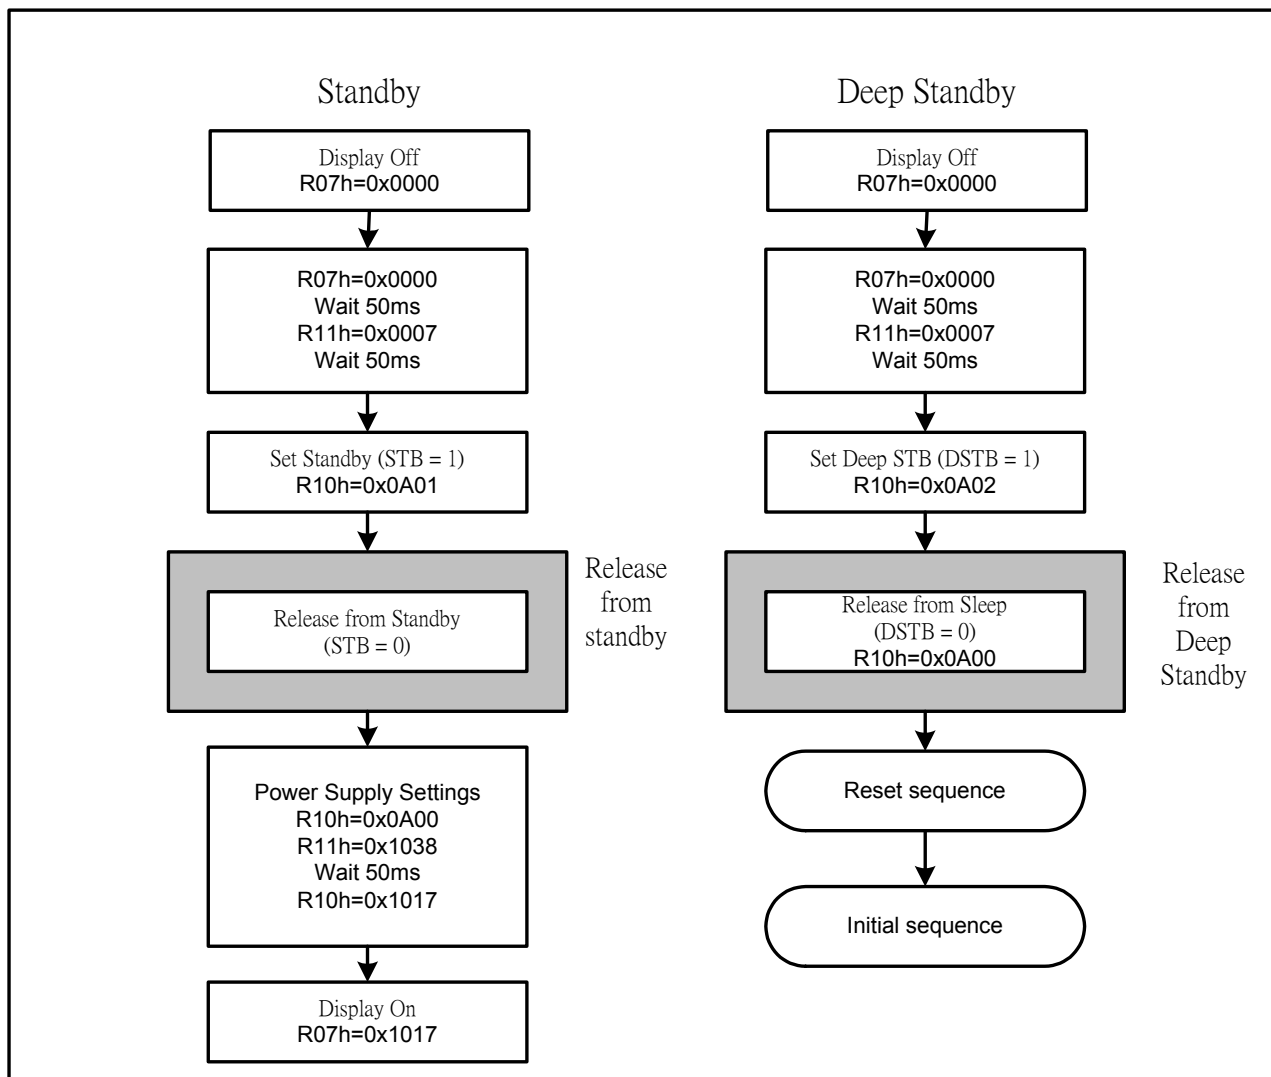 Standby
Display Off
R07h=0x0000
R07h=0x0000
Wait 50ms
R11h=0x0007
Wait 50ms
Set Standby (STB = 1)
R10h=0x0A01
Release from Standby
(STB = 0)
Release
from
standby
Power Supply Settings
R10h=0x0A00
R11h=0x1038
Wait 50ms
R10h=0x1017
Display On
R07h=0x1017
Deep Standby
Display Off
R07h=0x0000
R07h=0x0000
Wait 50ms
R11h=0x0007
Wait 50ms
Set Deep STB (DSTB = 1)
R10h=0x0A02
Release from Sleep
(DSTB = 0)
R10h=0x0A00
Release
from
Deep
Standby
Reset sequence
Initial sequence